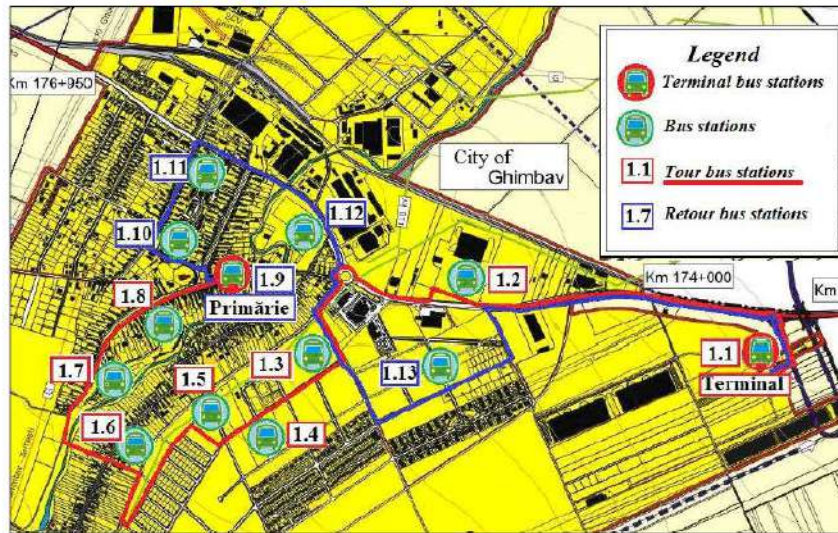 Km 176+950
Legend
Terminal bus stations
Bus stations
1.1 Tour bus stations
1.7 Retour bus stations
City of
Ghimbav
1.11
1.12
1.10
1.9
1.2
Km 174+000
Km
1.8
Primărie
1.3
1.1
1.7
1.5
1.13
Terminal
1.6
1.4